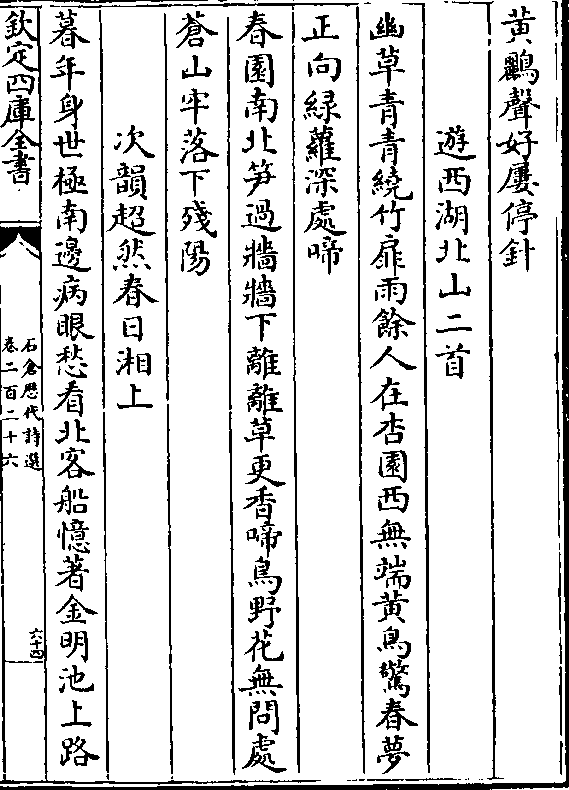 黄鸝聲好屢停針
遊西湖北山二首
幽草青青繞竹扉雨餘人在杏園西無端黄鳥驚春夢
正向緑蘿深處啼
春園南北笋過牆牆下離離草更香啼鳥野花無問處
蒼山牢落下殘陽
次韻超然春日湘上
暮年身世極南邊病眼愁看北客船憶著金明池上路
欽定四庫全書
石倉歴代詩選
卷二百二十六
六十四